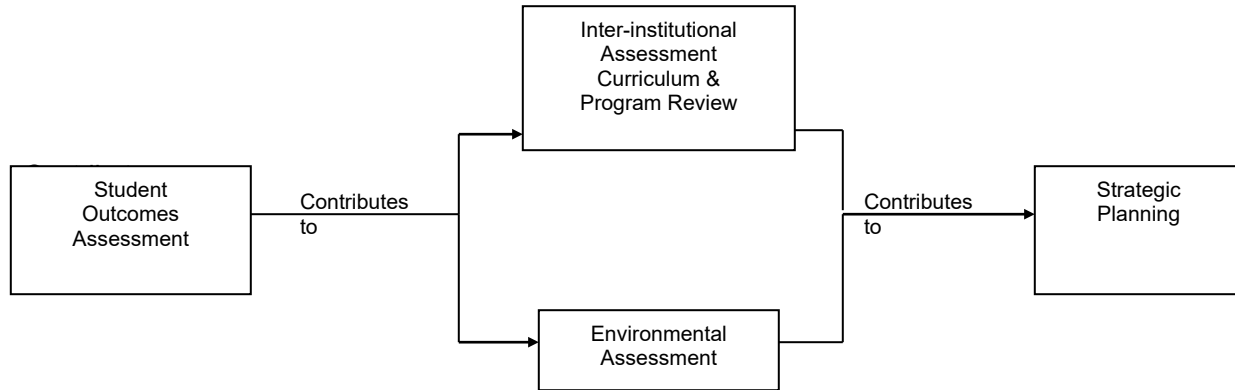 Inter-institutional
Assessment
Curriculum &
Program Review
Student
Outcomes
Assessment
Contributes
to
Contributes
to
Strategic
Planning
Environmental
Assessment